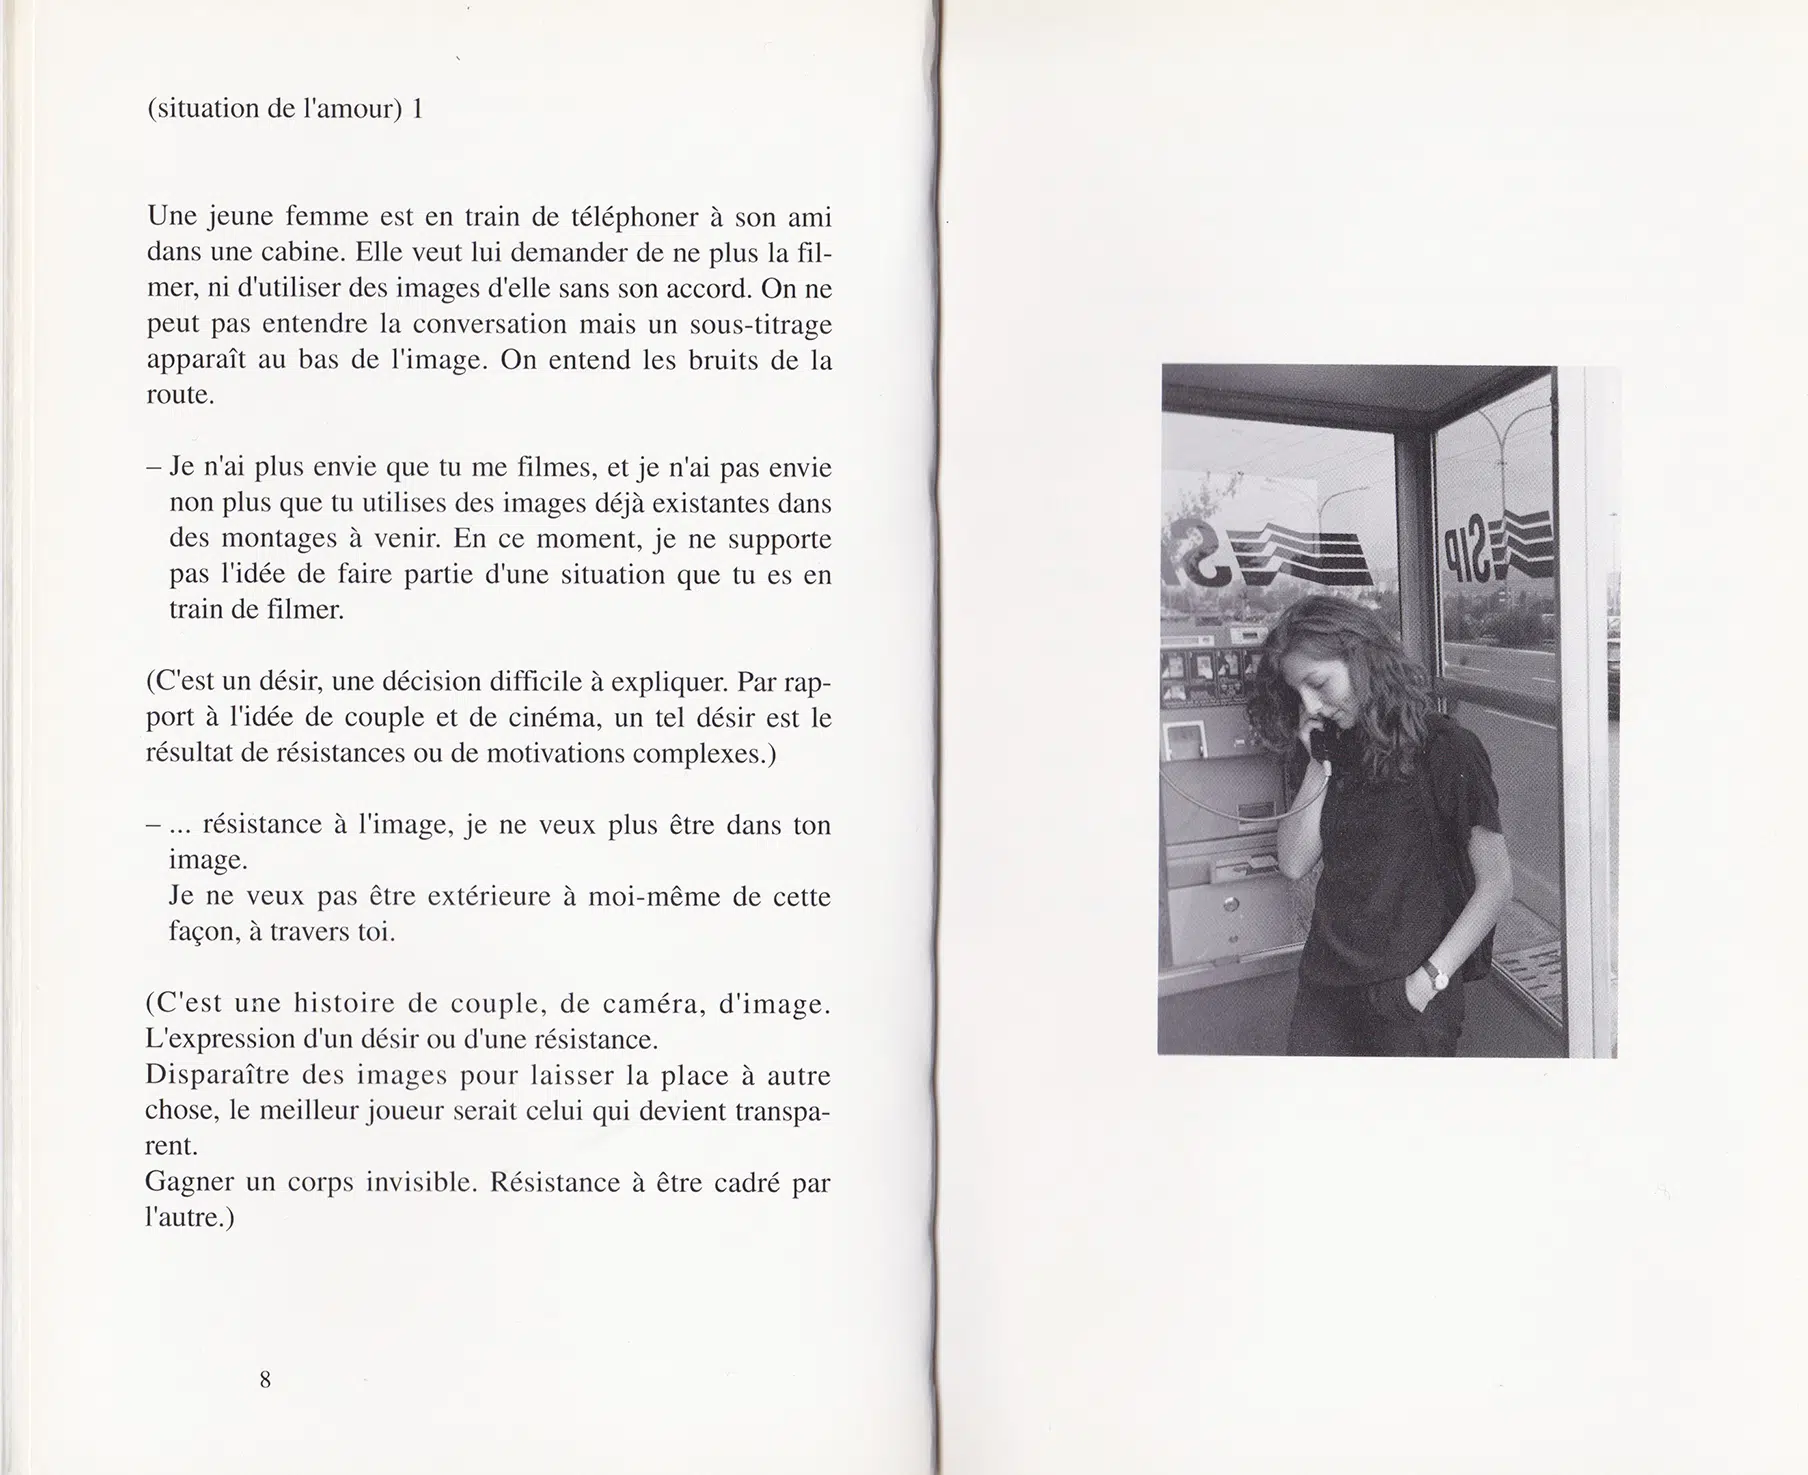 (situation de l'amour) 1
Une jeune femme est en train de téléphoner à son ami
dans une cabine. Elle veut lui demander de ne plus la fil-
mer, ni d'utiliser des images d'elle sans son accord. On ne
peut pas entendre la conversation mais un sous-titrage
apparaît au bas de l'image. On entend les bruits de la
route.
– Je n'ai plus envie que tu me filmes, et je n'ai pas envie
non plus que tu utilises des images déjà existantes dans
des montages à venir. En ce moment, je ne supporte
pas l'idée de faire partie d'une situation que tu es en
train de filmer.
(C'est un désir, une décision difficile à expliquer. Par rap-
port à l'idée de couple et de cinéma, un tel désir est le
résultat de résistances ou de motivations complexes.)
– ... résistance à l'image, je ne veux plus être dans ton
image.
Je ne veux pas être extérieure à moi-même de cette
façon, à travers toi.
(C'est une histoire de couple, de caméra, d'image.
L'expression d'un désir ou d'une résistance.
Disparaître des images pour laisser la place à autre
chose, le meilleur joueur serait celui qui devient transpa-
rent.
Gagner un corps invisible. Résistance à être cadré par
l'autre.)
8
SIP